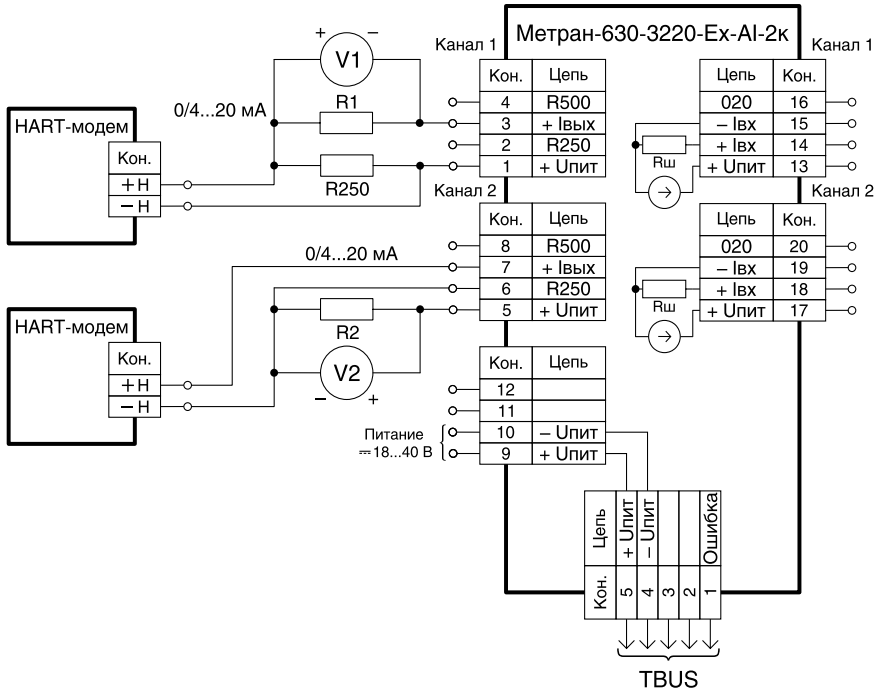 Метран-630-3220-Ex-AI-2к
Канал 1
Кон. Цепь
4 R500
3 + Iвых
2 R250
1 + Uпит
Канал 2
Кон. Цепь
8 R500
7 + Iвых
6 R250
5 + Uпит
Кон. Цепь
12
11
10 – Uпит
9 + Uпит
Питание
18...40 В
Канал 1
Цепь Кон.
020 16
– Iвх 15
+ Iвх 14
+ Uпит 13
Rш
Канал 2
Цепь Кон.
020 20
– Iвх 19
+ Iвх 18
+ Uпит 17
Rш
+ V1 –
R1
0/4...20 мА
R250
HART-модем
Кон.
+ H
– H
0/4...20 мА
R2
V2
– +
HART-модем
Кон.
+ H
– H
Цепь + Uпит – Uпит Ошибка
Кон. 5 4 3 2 1
TBUS